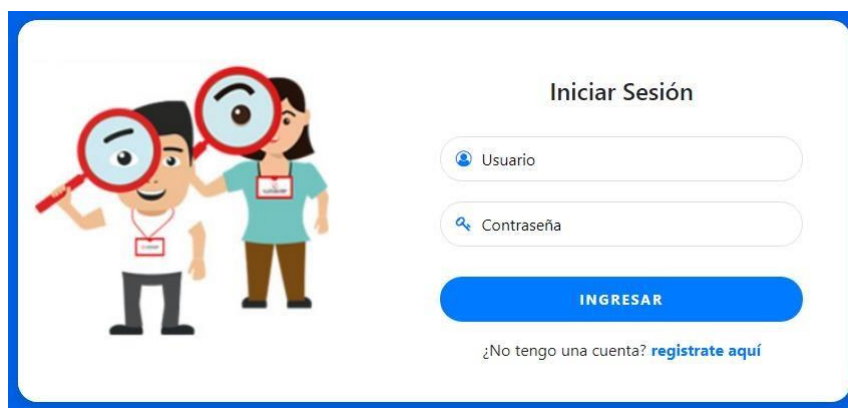 Iniciar Sesión
Usuario
Contraseña
INGRESAR
¿No tengo una cuenta? registrate aquí